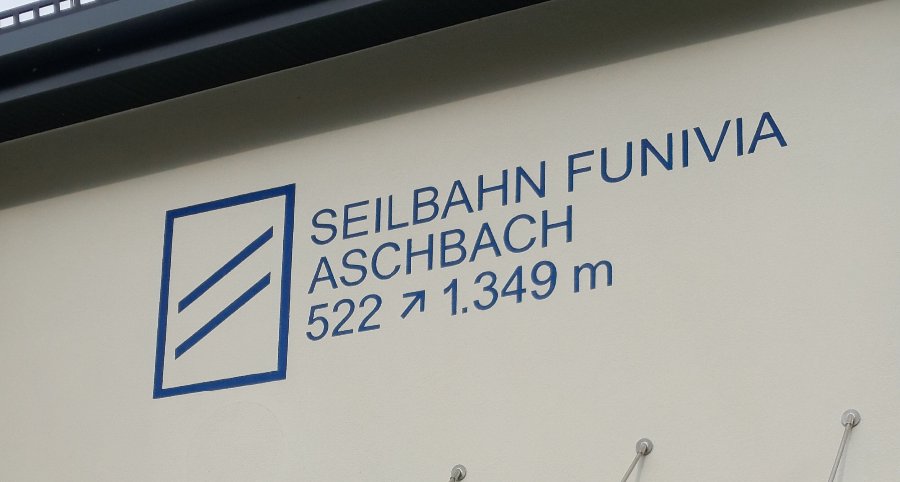 SEILBAHN FUNIVIA
ASCHBACH
522 ↗ 1.349 m